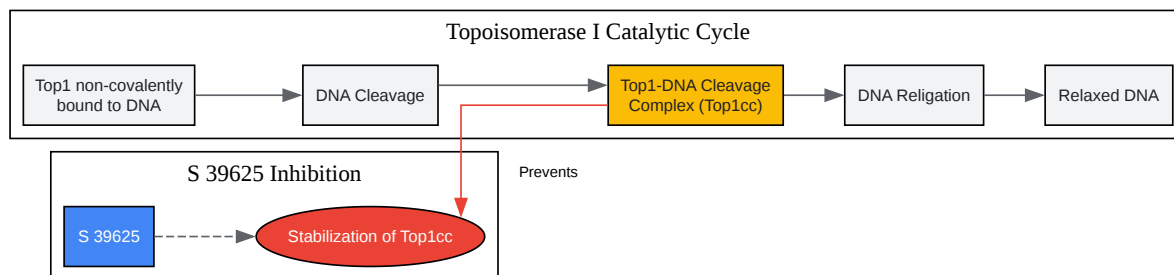 Topoisomerase I Catalytic Cycle
Top1 non-covalently
bound to DNA
DNA Cleavage
Top1-DNA Cleavage
Complex (Top1cc)
DNA Religation
Relaxed DNA
S 39625 Inhibition
Prevents
S 39625
Stabilization of Top1cc